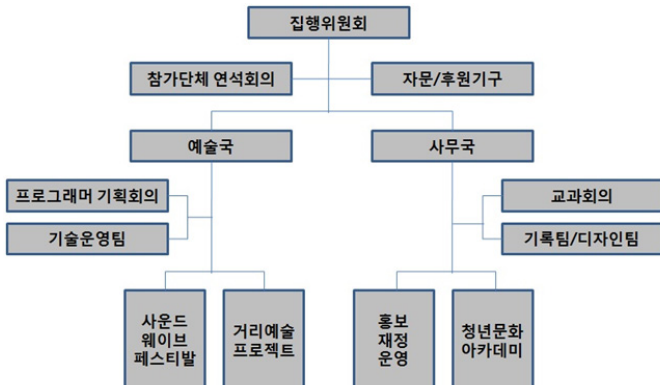 집행위원회
참가단체 연석회의
자문/후원기구
예술국
사무국
프로그래머 기획회의
교과회의
기술운영팀
기록팀/디자인팀
사운드
웨이브
페스티발
거리예술
프로젝트
홍보
재정
운영
청년문화
아카데미